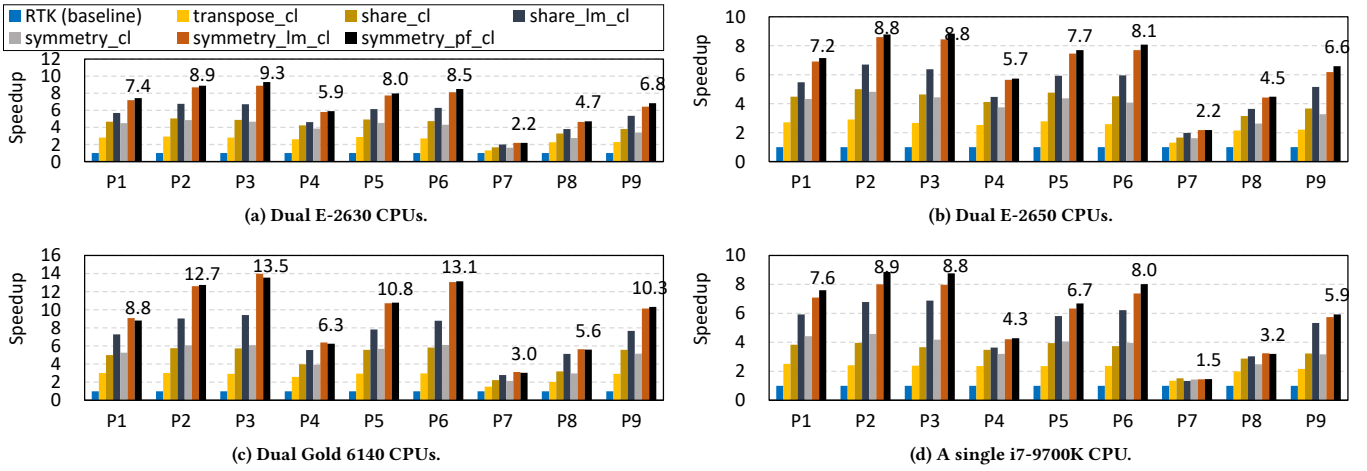 RTK (baseline) transpose_cl share_cl share_lm_cl
symmetry_cl symmetry_lm_cl symmetry_pf_cl
Speedup
12
10
8
6
4
2
0
7.4 8.9 9.3 5.9 8.0 8.5 2.2 4.7 6.8
P1 P2 P3 P4 P5 P6 P7 P8 P9
(a) Dual E-2630 CPUs.
Speedup
10
8
6
4
2
0
7.2 8.8 8.8 5.7 7.7 8.1 2.2 4.5 6.6
P1 P2 P3 P4 P5 P6 P7 P8 P9
(b) Dual E-2650 CPUs.
Speedup
16
14
12
10
8
6
4
2
0
8.8 12.7 13.5 6.3 10.8 13.1 3.0 5.6 10.3
P1 P2 P3 P4 P5 P6 P7 P8 P9
(c) Dual Gold 6140 CPUs.
Speedup
10
8
6
4
2
0
7.6 8.9 8.8 4.3 6.7 8.0 1.5 3.2 5.9
P1 P2 P3 P4 P5 P6 P7 P8 P9
(d) A single i7-9700K CPU.